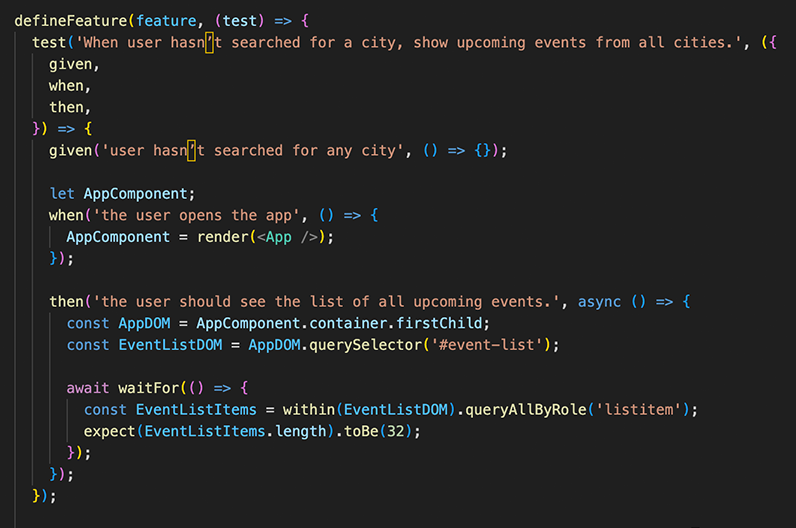 defineFeature(feature, (test) => {
  test('When user hasn’t searched for a city, show upcoming events from all cities.', ({
    given,
    when,
    then,
  }) => {
    given('user hasn’t searched for any city', () => {});

    let AppComponent;
    when('the user opens the app', () => {
      AppComponent = render(<App />);
    });

    then('the user should see the list of all upcoming events.', async () => {
      const AppDOM = AppComponent.container.firstChild;
      const EventListDOM = AppDOM.querySelector('#event-list');

      await waitFor(() => {
        const EventListItems = within(EventListDOM).queryAllByRole('listitem');
        expect(EventListItems.length).toBe(32);
      });
    });
  });